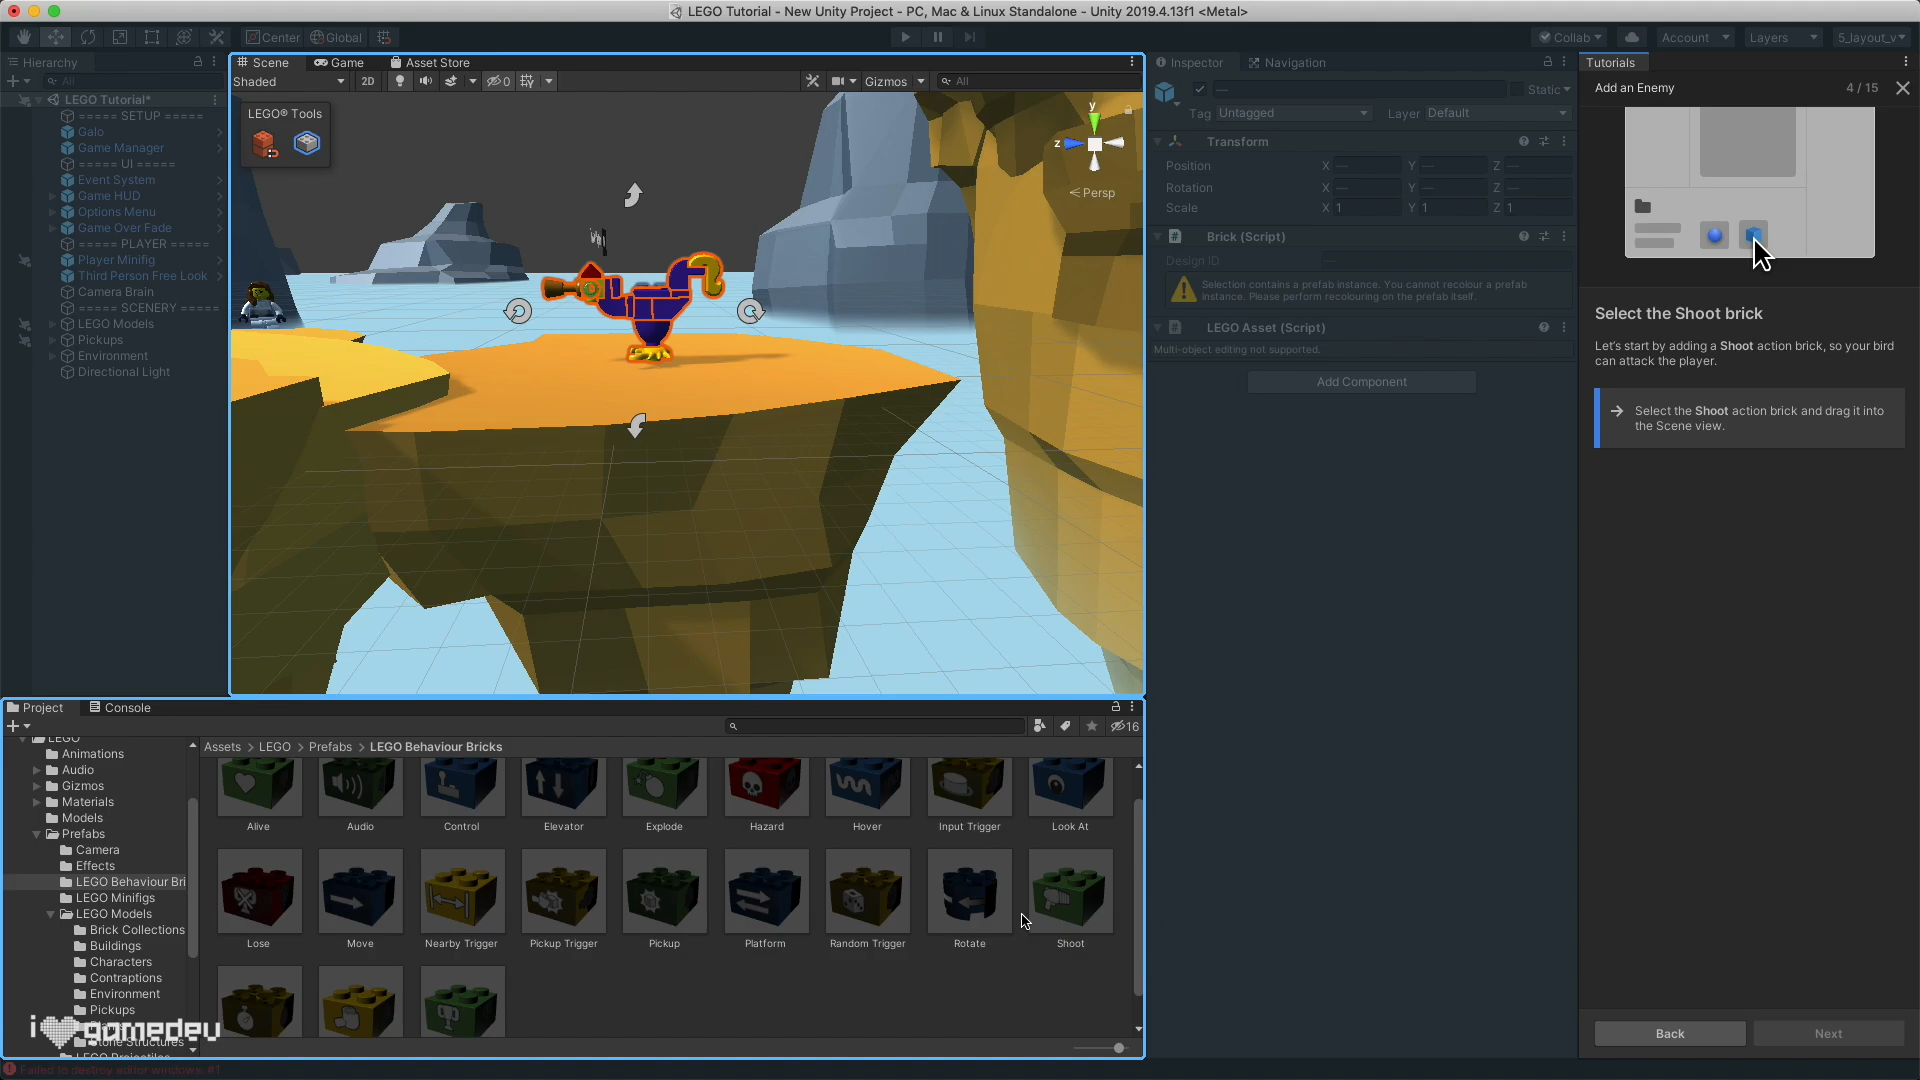 LEGO Tutorial - New Unity Project - PC, Mac & Linux Standalone - Unity 2019.4.13f1 <Metal>
Center Global Collab Account Layers 5_layout_v
Hierarchy
All
LEGO Tutorial*
===== SETUP =====
Galo
Game Manager
===== UI =====
Event System
Game HUD
Options Menu
Game Over Fade
===== PLAYER =====
Player Minifig
Third Person Free Look
Camera Brain
===== SCENERY =====
LEGO Models
Pickups
Environment
Directional Light
Scene Game Asset Store
Shaded 2D 0 Gizmos All
LEGO® Tools
y
z
Persp
Inspector Navigation
Static
Tag Untagged Layer Default
Transform
Position X — Y — Z —
Rotation X — Y — Z —
Scale X 1 Y 1 Z 1
Brick (Script)
Design ID —
Selection contains a prefab instance. You cannot recolour a prefab
instance. Please perform recolouring on the prefab itself.
LEGO Asset (Script)
Multi-object editing not supported.
Add Component
Tutorials
Add an Enemy 4 / 15
Select the Shoot brick
Let's start by adding a Shoot action brick, so your bird
can attack the player.
Select the Shoot action brick and drag it into
the Scene view.
Back Next
Project Console
16
LEGO
Animations
Audio
Gizmos
Materials
Models
Prefabs
Camera
Effects
LEGO Behaviour Bri
LEGO Minifigs
LEGO Models
Brick Collections
Buildings
Characters
Contraptions
Environment
Pickups
Stone Structures
LEGO Projectiles
Assets > LEGO > Prefabs > LEGO Behaviour Bricks
Alive Audio Control Elevator Explode Hazard Hover Input Trigger Look At
Lose Move Nearby Trigger Pickup Trigger Pickup Platform Random Trigger Rotate Shoot
i gamedev
Failed to destroy editor windows: #1